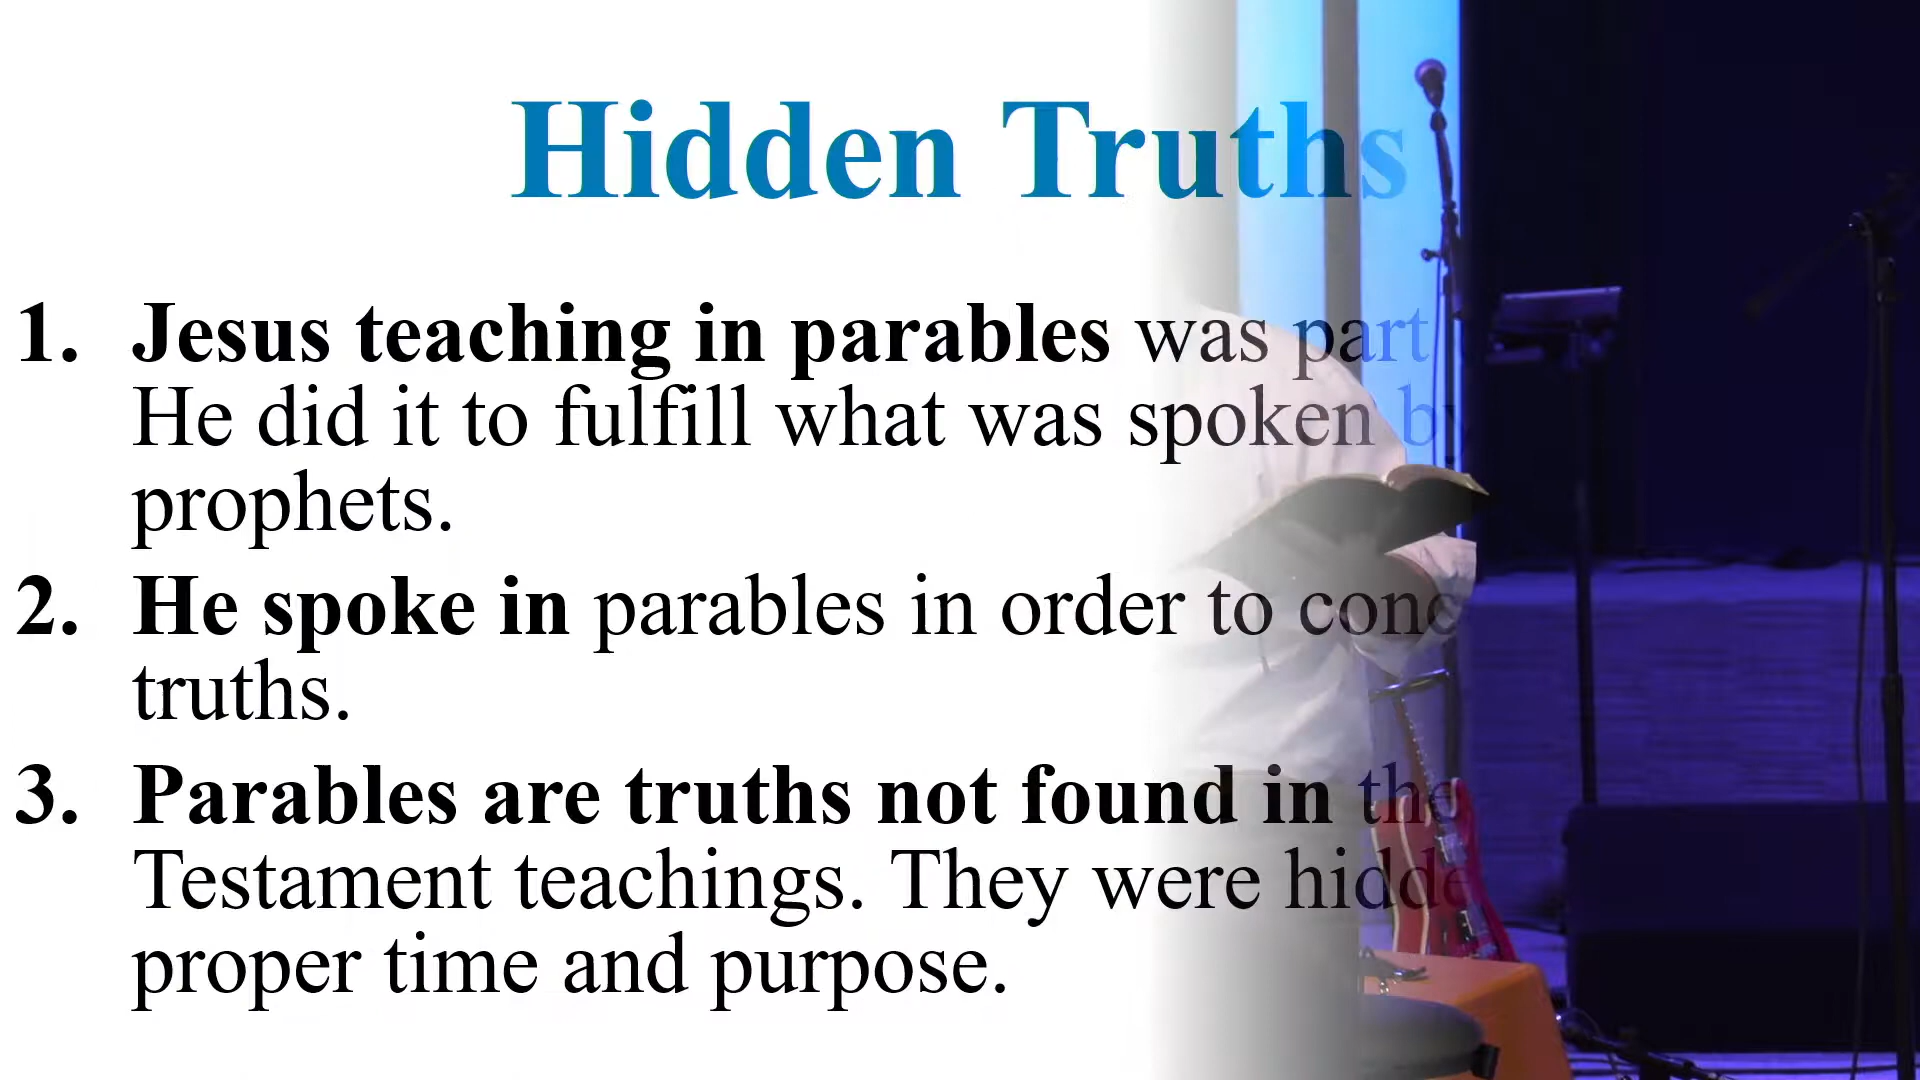 Hidden Truths
1. Jesus teaching in parables was part
He did it to fulfill what was spoken by
prophets.
2. He spoke in parables in order to
truths.
3. Parables are truths not found in the
Testament teachings. They were
proper time and purpose.